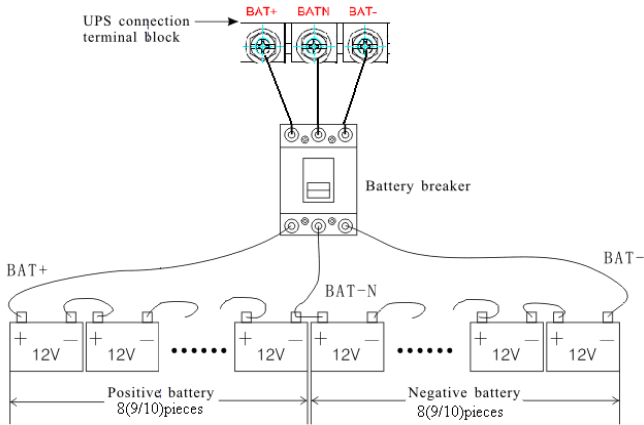 UPS connection
terminal block
BAT+ BATN BAT-
Battery breaker
BAT+
BAT-N
BAT-
+ - + - + - + - + - + -
12V 12V 12V 12V 12V 12V
Positive battery
8(9/10)pieces
Negative battery
8(9/10)pieces